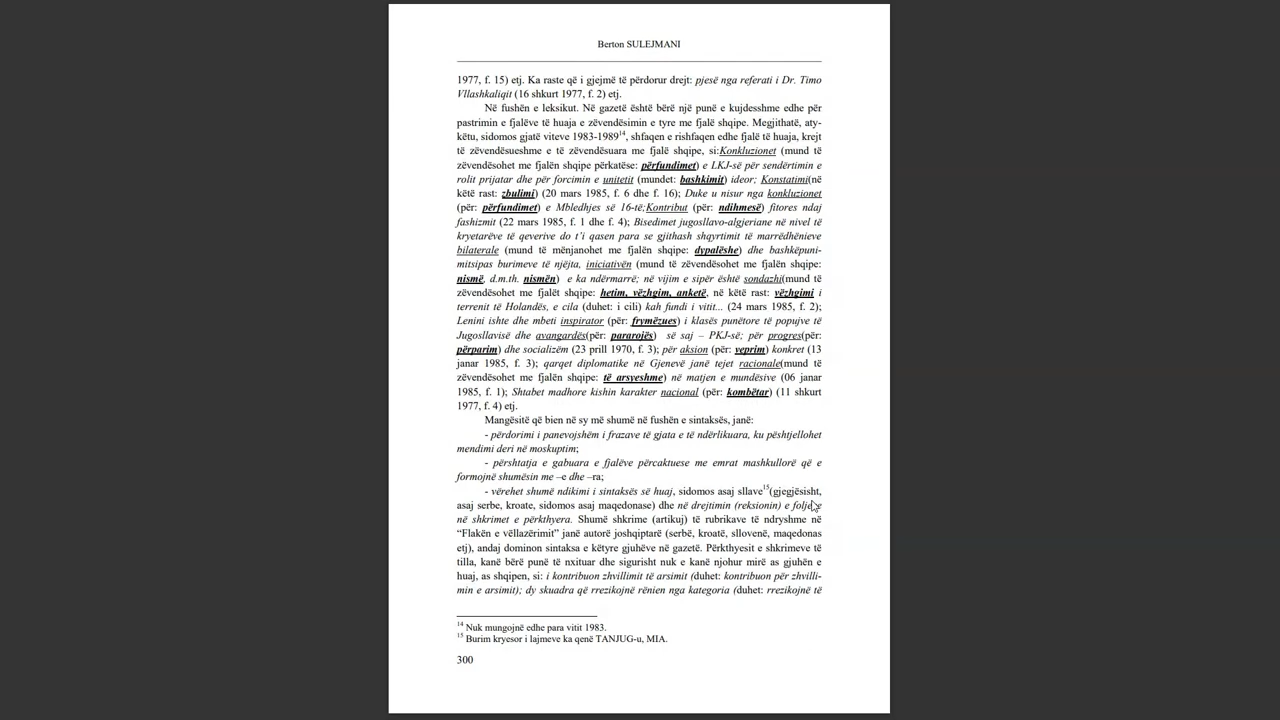 Berton SULEJMANI
1977, f. 15) etj. Ka raste që i gjejmë të përdorur drejt: pjesë nga referati i Dr. Timo
Vllashkaliqit (16 shkurt 1977, f. 2) etj.
Në fushën e leksikut. Në gazetë është bërë një punë e kujdesshme edhe për
pastrimin e fjalëve të huaja e zëvendësimin e tyre me fjalë shqipe. Megjithatë, aty-
këtu, sidomos gjatë viteve 1983-198914, shfaqen e rishfaqen edhe fjalë të huaja, krejt
të zëvendësueshme e të zëvendësuara me fjalë shqipe, si:Konkluzionet (mund të
zëvendësohet me fjalën shqipe përkatëse: përfundimet) e LKJ-së për sendërtimin e
rolit prijatar dhe për forcimin e unitetit (mundet: bashkimit) ideor; Konstatimi(në
këtë rast: zbulimi) (20 mars 1985, f. 6 dhe f. 16); Duke u nisur nga konkluzionet
(për: përfundimet) e Mbledhjes së 16-të;Kontribut (për: ndihmesë) fitores ndaj
fashizmit (22 mars 1985, f. 1 dhe f. 4); Bisedimet jugosllavo-algjeriane në nivel të
kryetarëve të qeverive do t’i qasen para se gjithash shqyrtimit të marrëdhënieve
bilaterale (mund të mënjanohet me fjalën shqipe: dypalëshe) dhe bashkëpuni-
mitsipas burimeve të njëjta, iniciativën (mund të zëvendësohet me fjalën shqipe:
nismë, d.m.th. nismën) e ka ndërmarrë; në vijim e sipër është sondazhi(mund të
zëvendësohet me fjalët shqipe: hetim, vëzhgim, anketë, në këtë rast: vëzhgimi i
terrenit të Holandës, e cila (duhet: i cili) kah fundi i vitit... (24 mars 1985, f. 2);
Lenini ishte dhe mbeti inspirator (për: frymëzues) i klasës punëtore të popujve të
Jugosllavisë dhe avangardës(për: pararojës) së saj – PKJ-së; për progres(për:
përparim) dhe socializëm (23 prill 1970, f. 3); për aksion (për: veprim) konkret (13
janar 1985, f. 3); qarqet diplomatike në Gjenevë janë tejet racionale(mund të
zëvendësohet me fjalën shqipe: të arsyeshme) në matjen e mundësive (06 janar
1985, f. 1); Shtabet madhore kishin karakter nacional (për: kombëtar) (11 shkurt
1977, f. 4) etj.
Mangësitë që bien në sy më shumë në fushën e sintaksës, janë:
- përdorimi i panevojshëm i frazave të gjata e të ndërlikuara, ku pështjellohet
mendimi deri në moskuptim;
- përshtatja e gabuara e fjalëve përcaktuese me emrat mashkullorë që e
formojnë shumësin me –e dhe –ra;
- vërehet shumë ndikimi i sintaksës së huaj, sidomos asaj sllave15(gjegjësisht,
asaj serbe, kroate, sidomos asaj maqedonase) dhe në drejtimin (reksionin) e foljeve
në shkrimet e përkthyera. Shumë shkrime (artikuj) të rubrikave të ndryshme në
“Flakën e vëllazërimit” janë autorë joshqiptarë (serbë, kroatë, sllovenë, maqedonas
etj), andaj dominon sintaksa e këtyre gjuhëve në gazetë. Përkthyesit e shkrimeve të
tilla, kanë bërë punë të nxituar dhe sigurisht nuk e kanë njohur mirë as gjuhën e
huaj, as shqipen, si: i kontribuon zhvillimit të arsimit (duhet: kontribuon për zhvilli-
min e arsimit); dy skuadra që rrezikojnë rënien nga kategoria (duhet: rrezikojnë të
14 Nuk mungojnë edhe para vitit 1983.
15 Burim kryesor i lajmeve ka qenë TANJUG-u, MIA.
300